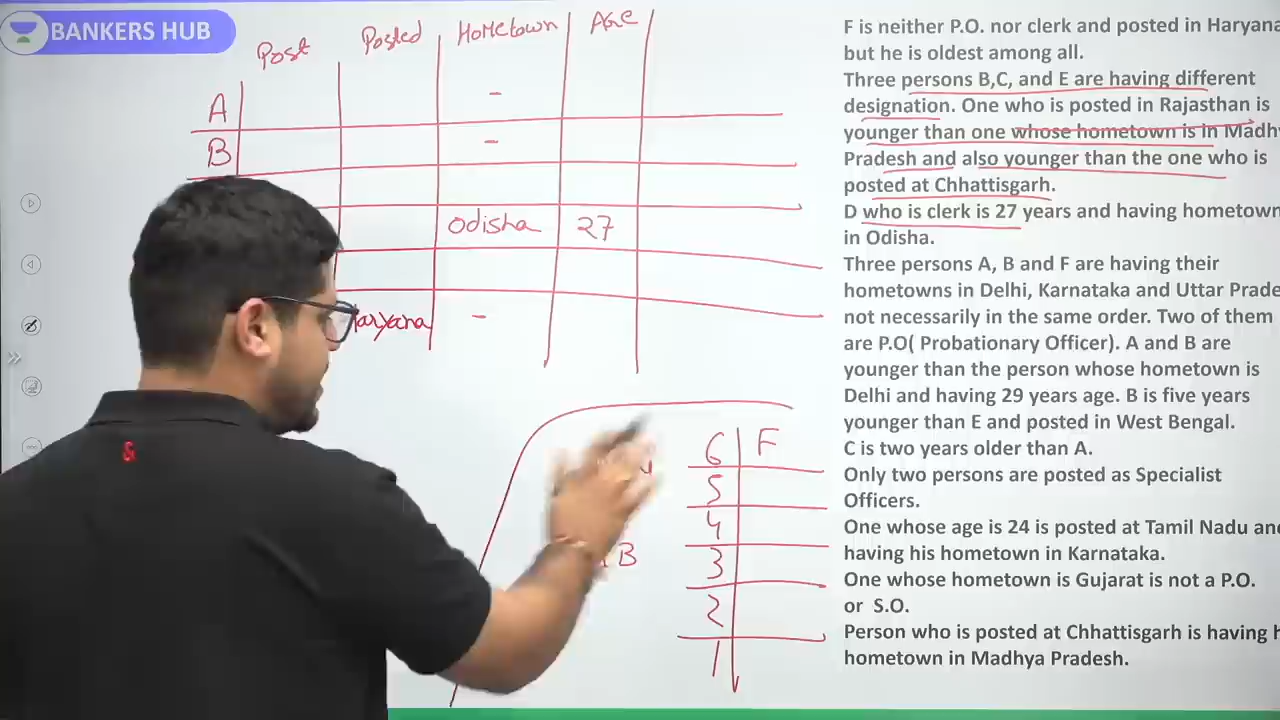 BANKERS HUB
Post Posted Hometown Age
A -
B -
Odisha 27
aryana -
6 F
5
4
3
2
1
B
F is neither P.O. nor clerk and posted in Haryana
but he is oldest among all.
Three persons B,C, and E are having different
designation. One who is posted in Rajasthan is
younger than one whose hometown is in Madhy
Pradesh and also younger than the one who is
posted at Chhattisgarh.
D who is clerk is 27 years and having hometown
in Odisha.
Three persons A, B and F are having their
hometowns in Delhi, Karnataka and Uttar Prade
not necessarily in the same order. Two of them
are P.O( Probationary Officer). A and B are
younger than the person whose hometown is
Delhi and having 29 years age. B is five years
younger than E and posted in West Bengal.
C is two years older than A.
Only two persons are posted as Specialist
Officers.
One whose age is 24 is posted at Tamil Nadu and
having his hometown in Karnataka.
One whose hometown is Gujarat is not a P.O.
or S.O.
Person who is posted at Chhattisgarh is having h
hometown in Madhya Pradesh.